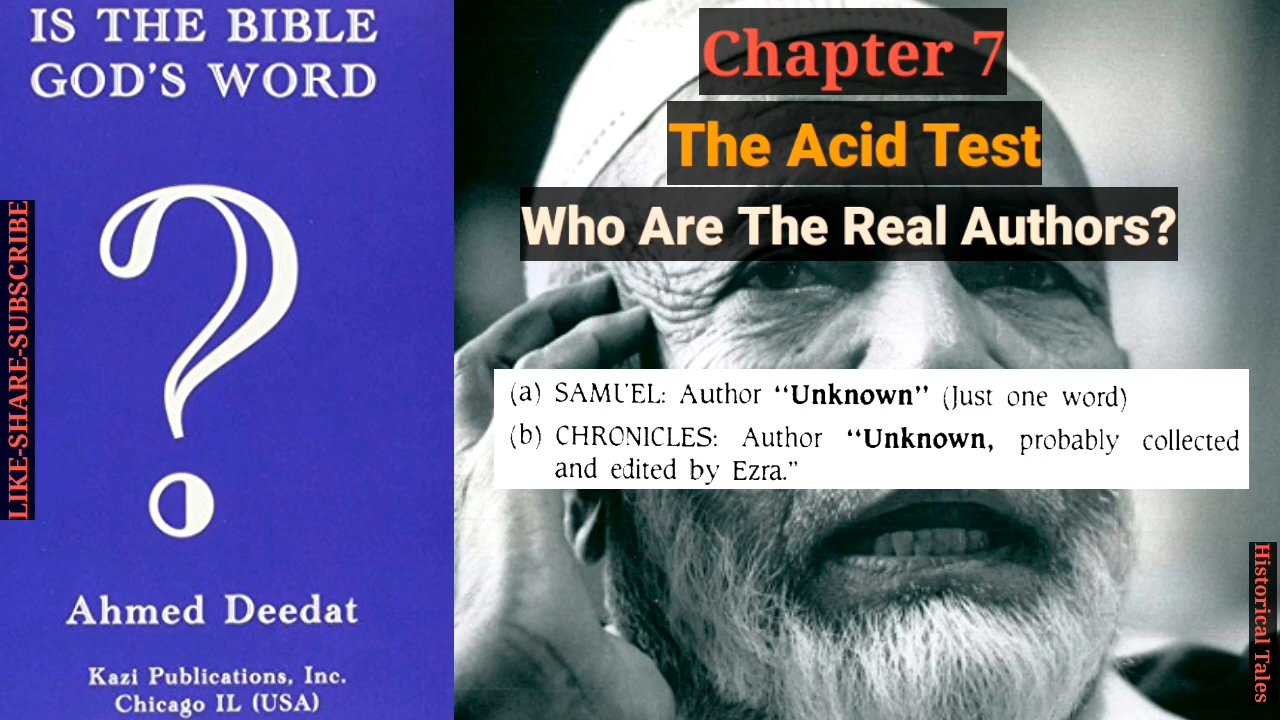 IS THE BIBLE
GOD'S WORD
?
Ahmed Deedat
Kazi Publications, Inc.
Chicago IL (USA)
LIKE-SHARE-SUBSCRIBE
Chapter 7
The Acid Test
Who Are The Real Authors?
(a) SAMUEL: Author “Unknown” (Just one word)
(b) CHRONICLES: Author “Unknown, probably collected
and edited by Ezra.”
Historical Tales